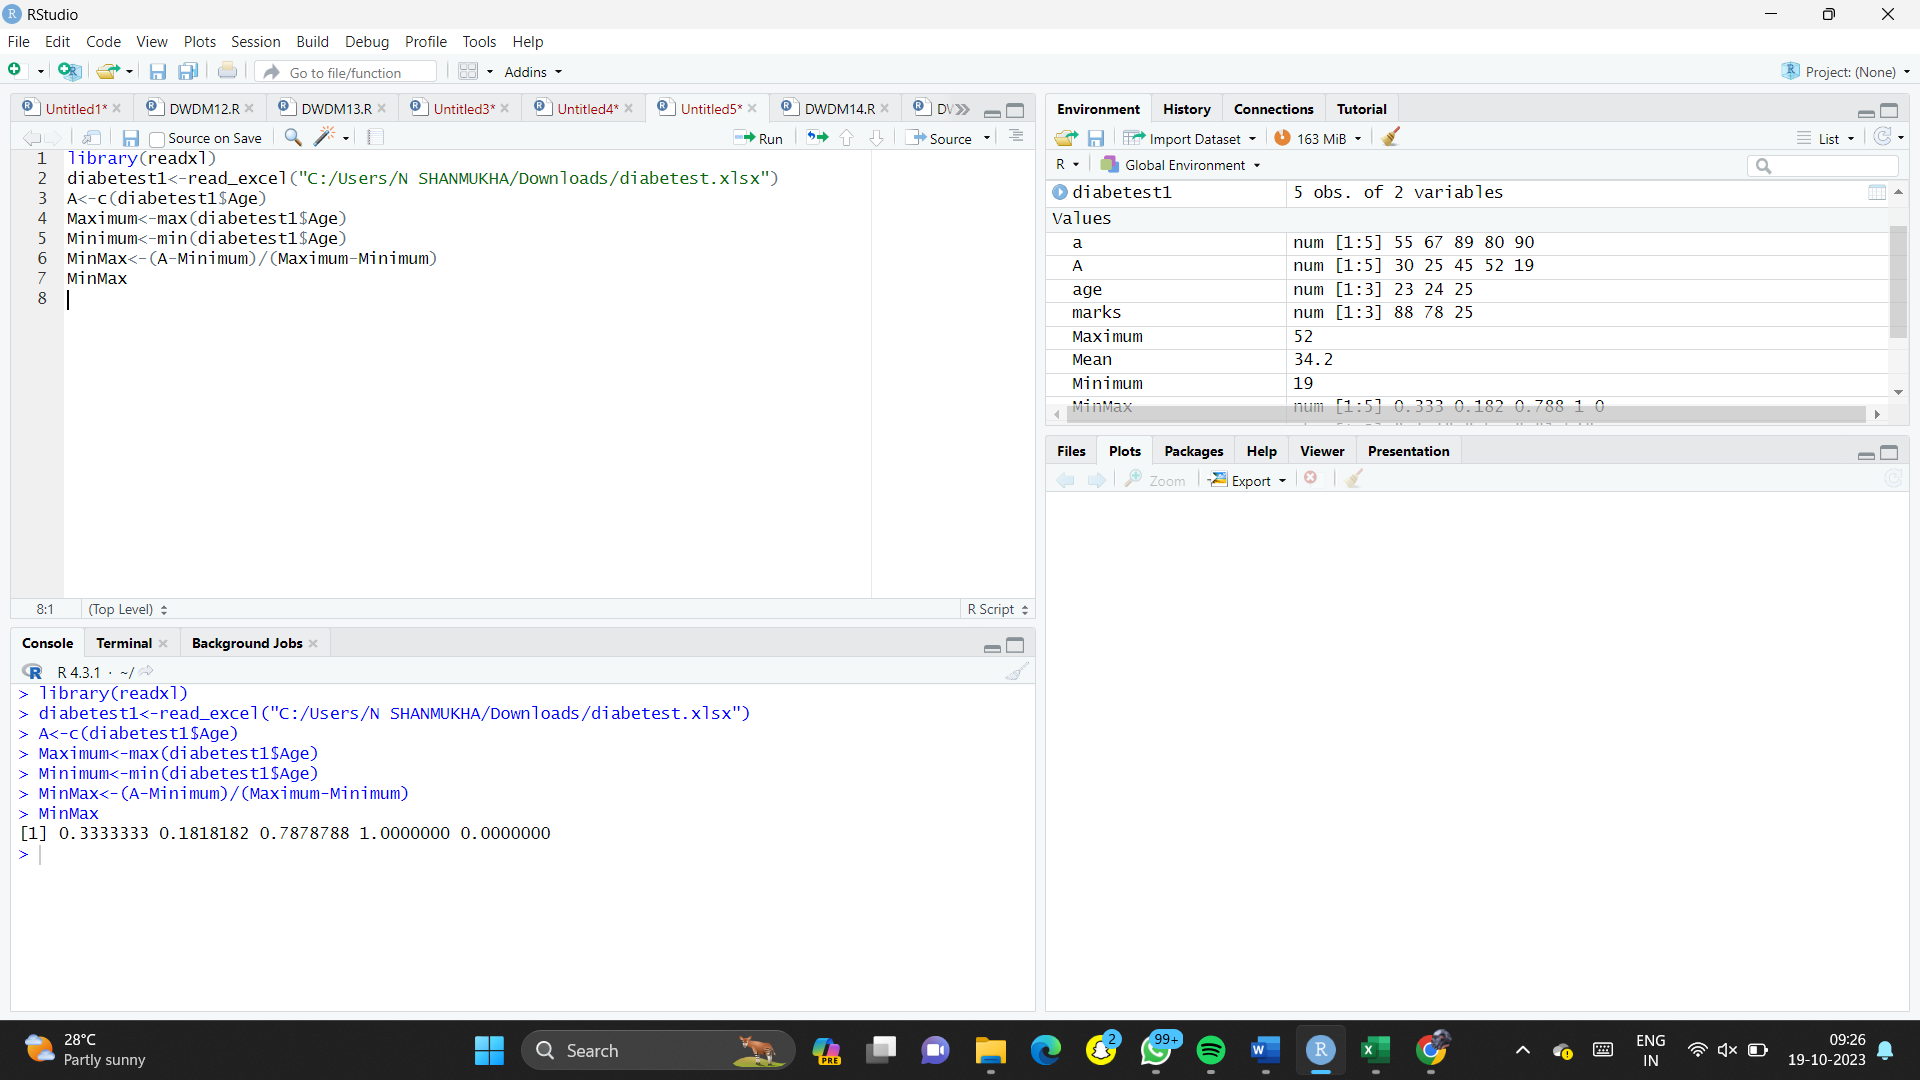 RStudio
File Edit Code View Plots Session Build Debug Profile Tools Help
Go to file/function Addins Project: (None)
Untitled1* DWDM12.R DWDM13.R Untitled3* Untitled4* Untitled5* DWDM14.R
Source on Save Run Source
1 library(readxl)
2 diabetest1<-read_excel("C:/Users/N SHANMUKHA/Downloads/diabetest.xlsx")
3 A<-c(diabetest1$Age)
4 Maximum<-max(diabetest1$Age)
5 Minimum<-min(diabetest1$Age)
6 MinMax<-(A-Minimum)/(Maximum-Minimum)
7 MinMax
8
8:1 (Top Level) R Script
Console Terminal Background Jobs
R 4.3.1 · ~/
> library(readxl)
> diabetest1<-read_excel("C:/Users/N SHANMUKHA/Downloads/diabetest.xlsx")
> A<-c(diabetest1$Age)
> Maximum<-max(diabetest1$Age)
> Minimum<-min(diabetest1$Age)
> MinMax<-(A-Minimum)/(Maximum-Minimum)
> MinMax
[1] 0.3333333 0.1818182 0.7878788 1.0000000 0.0000000
>
Environment History Connections Tutorial
Import Dataset 163 MiB List
R Global Environment
diabetest1 5 obs. of 2 variables
Values
a num [1:5] 55 67 89 80 90
A num [1:5] 30 25 45 52 19
age num [1:3] 23 24 25
marks num [1:3] 88 78 25
Maximum 52
Mean 34.2
Minimum 19
MinMax num [1:5] 0.333 0.182 0.788 1 0
Files Plots Packages Help Viewer Presentation
Zoom Export
28°C
Partly sunny
Search
PRE
2
99+
ENG
IN
09:26
19-10-2023